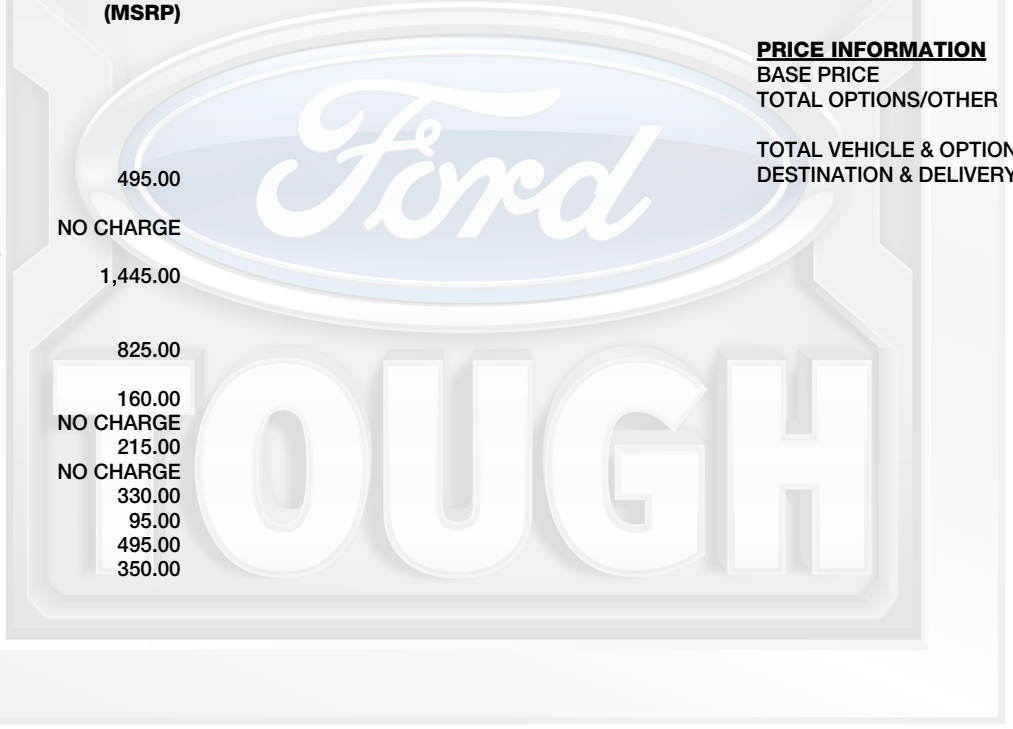 (MSRP)
495.00
NO CHARGE
1,445.00
825.00
160.00
NO CHARGE
215.00
NO CHARGE
330.00
95.00
495.00
350.00
PRICE INFORMATION
BASE PRICE
TOTAL OPTIONS/OTHER
TOTAL VEHICLE & OPTION
DESTINATION & DELIVERY
Ford
TOUGH